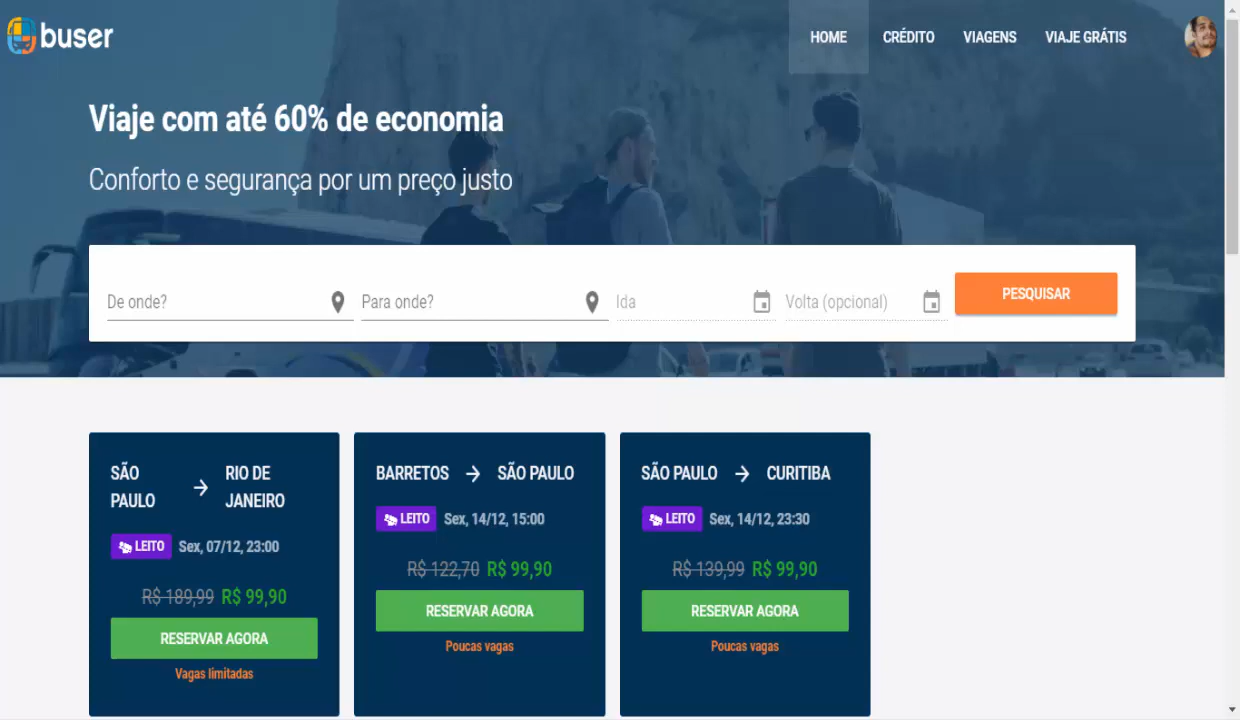 buser
HOME
CRÉDITO
VIAGENS
VIAJE GRÁTIS
Viaje com até 60% de economia
Conforto e segurança por um preço justo
De onde?
Para onde?
Ida
Volta (opcional)
PESQUISAR
SÃO PAULO → RIO DE JANEIRO
LEITO Sex, 07/12, 23:00
R$ 189,99 R$ 99,90
RESERVAR AGORA
Vagas limitadas
BARRETOS → SÃO PAULO
LEITO Sex, 14/12, 15:00
R$ 122,70 R$ 99,90
RESERVAR AGORA
Poucas vagas
SÃO PAULO → CURITIBA
LEITO Sex, 14/12, 23:30
R$ 139,99 R$ 99,90
RESERVAR AGORA
Poucas vagas